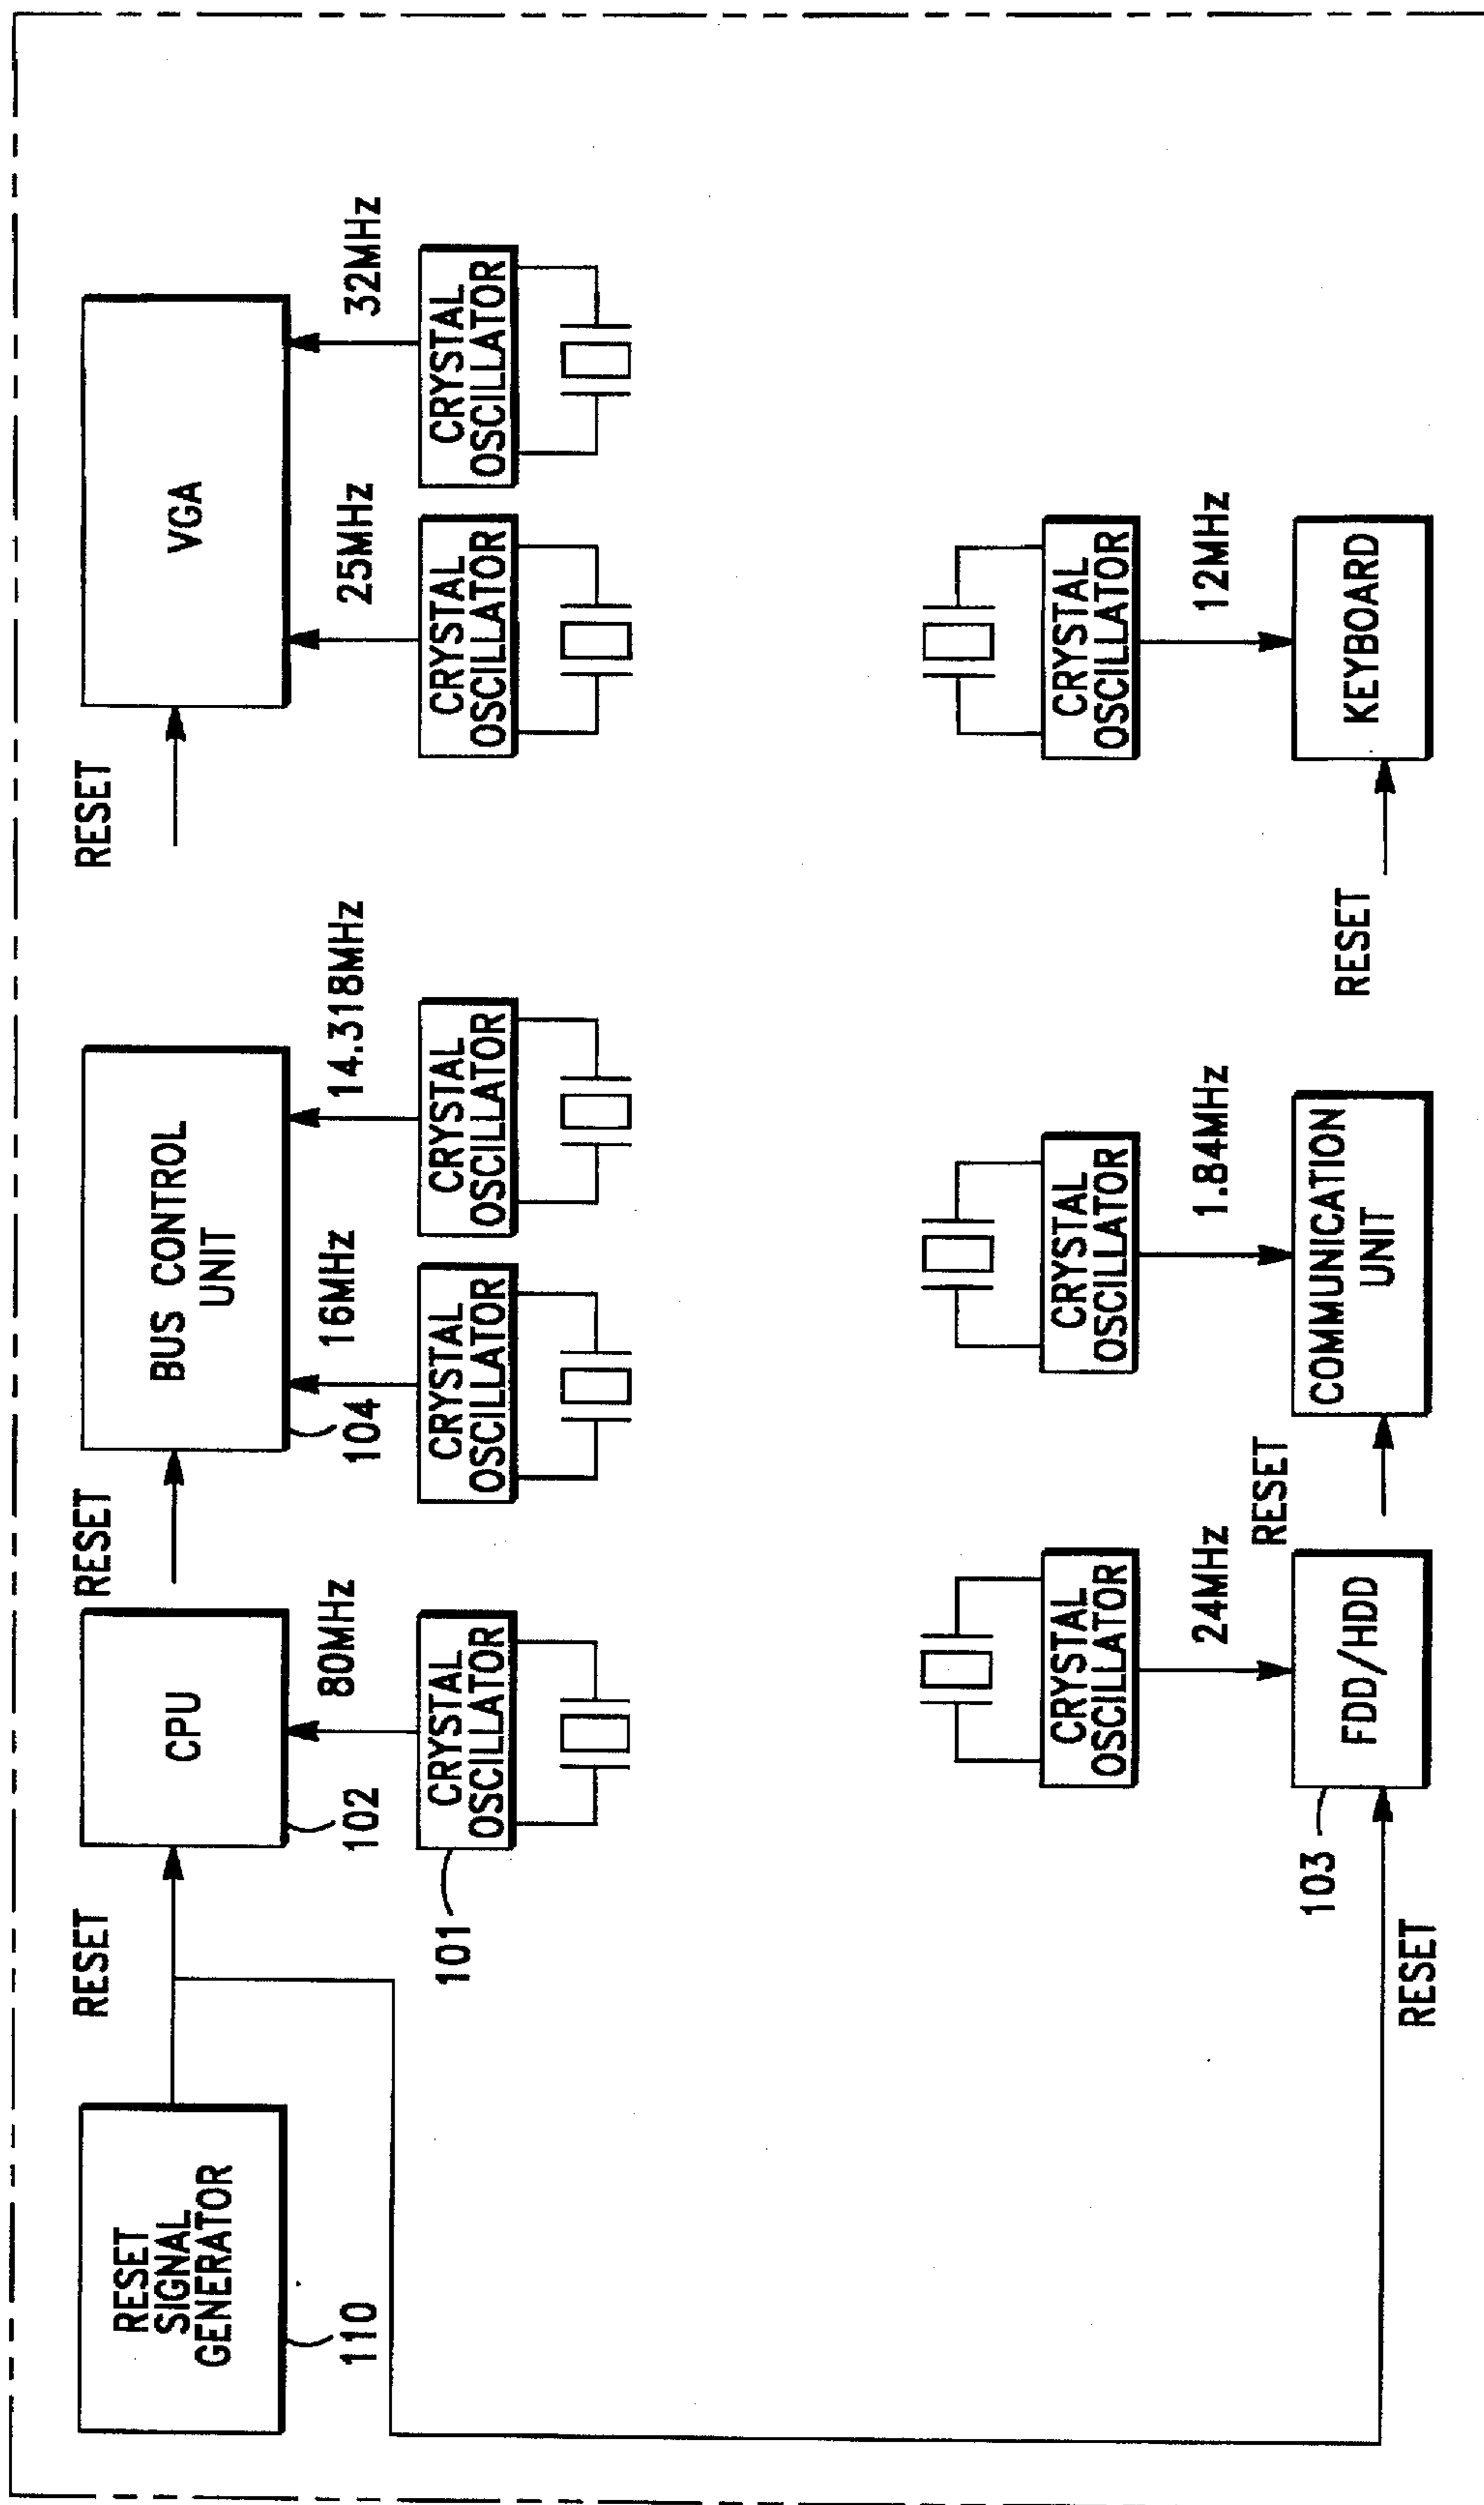 RESET
SIGNAL
GENERATOR
110
RESET
CPU
102
80MHz
CRYSTAL
OSCILLATOR
101
RESET
BUS CONTROL
UNIT
104
16MHz
14.318MHz
CRYSTAL
OSCILLATOR
CRYSTAL
OSCILLATOR
RESET
VGA
25MHz
32MHz
CRYSTAL
OSCILLATOR
CRYSTAL
OSCILLATOR
CRYSTAL
OSCILLATOR
24MHz
FDD/HDD
103
RESET
CRYSTAL
OSCILLATOR
1.84MHz
RESET
COMMUNICATION
UNIT
CRYSTAL
OSCILLATOR
12MHz
KEYBOARD
RESET